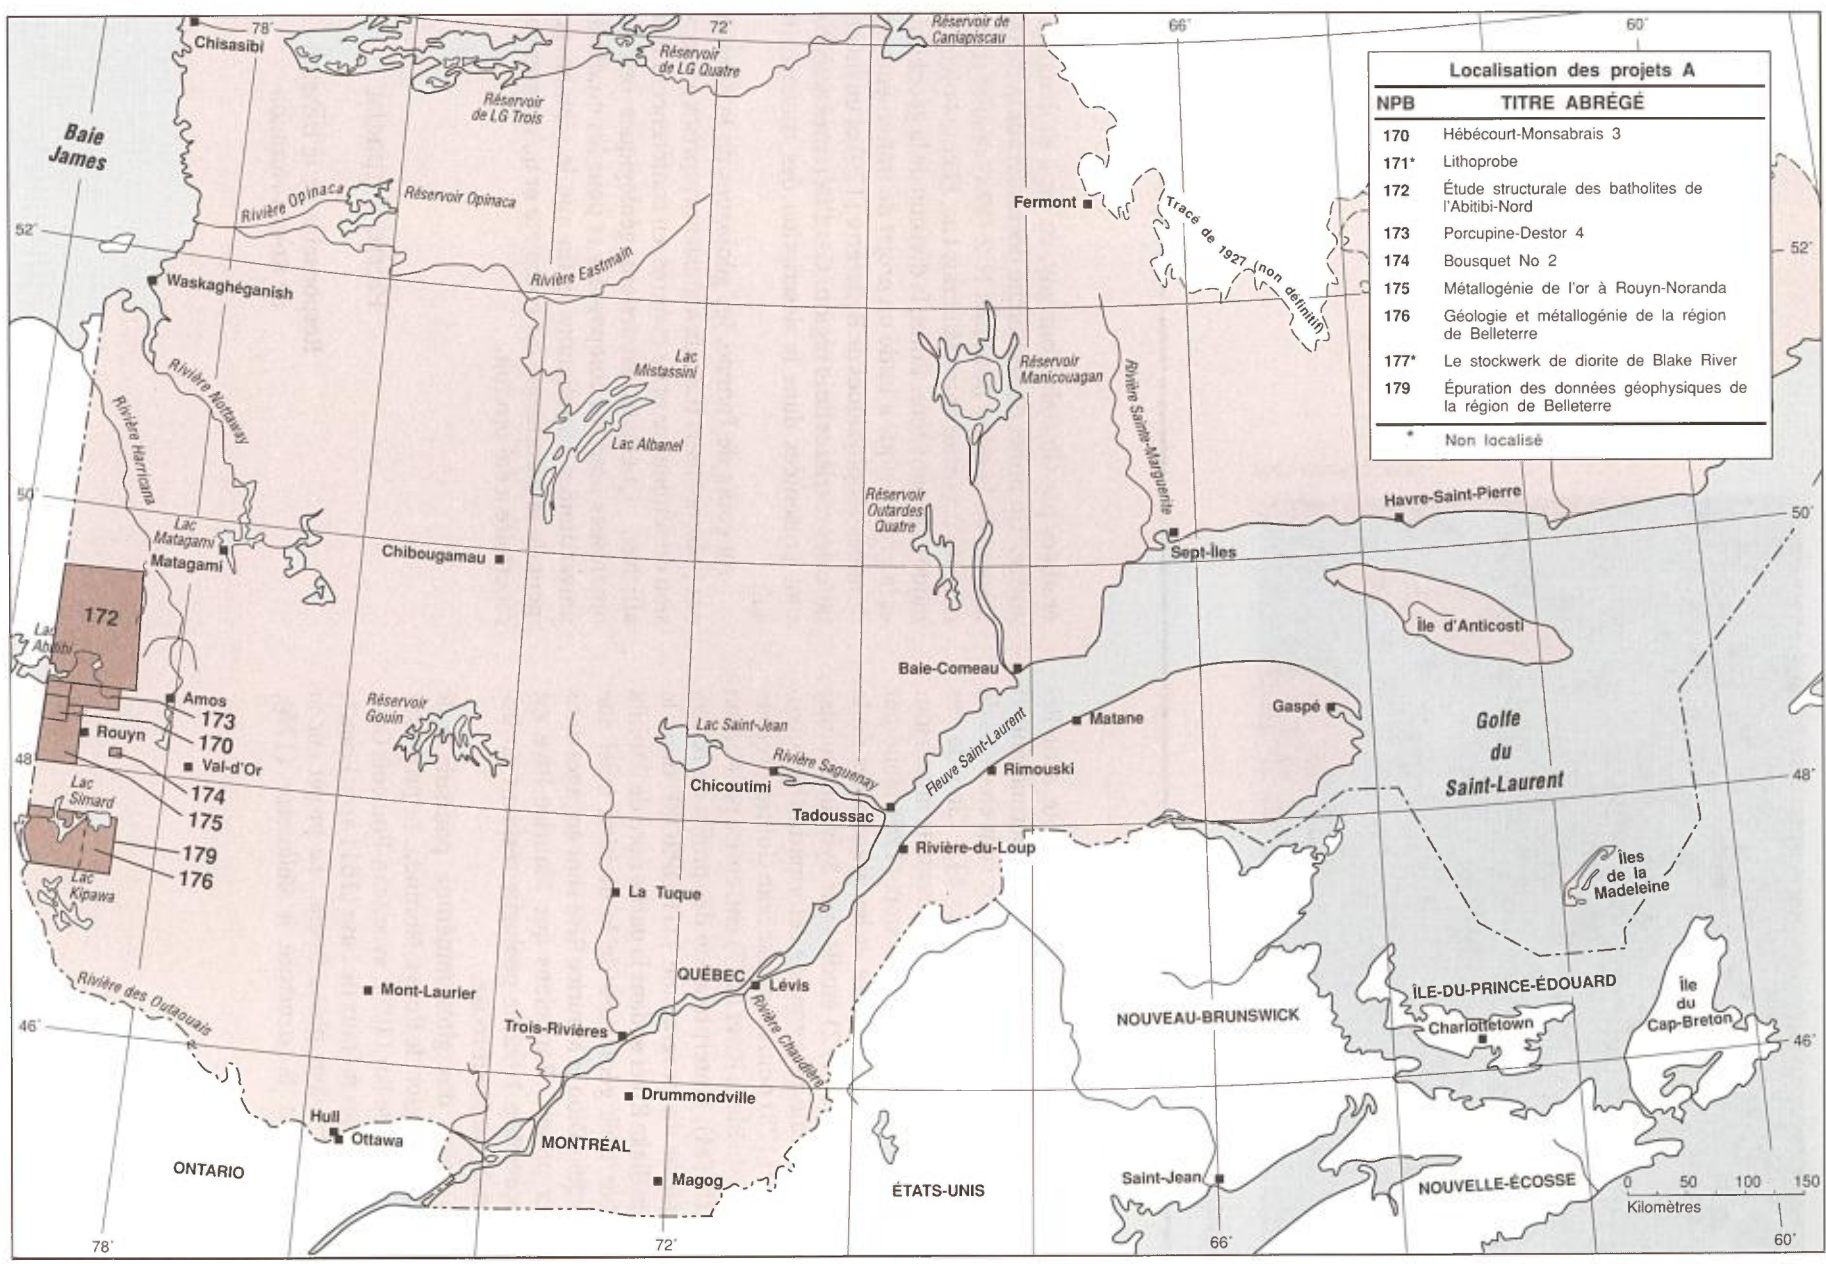 78°
72°
66°
60°
Chisasibi
Réservoir de
Caniapiscau
Réservoir
de LG Quatre
Réservoir
de LG Trois
Baie
James
Localisation des projets A
NPB TITRE ABRÉGÉ
170 Hébécourt-Monsabrais 3
171* Lithoprobe
172 Étude structurale des batholites de
l'Abitibi-Nord
173 Porcupine-Destor 4
174 Bousquet No 2
175 Métallogénie de l'or à Rouyn-Noranda
176 Géologie et métallogénie de la région
de Belleterre
177* Le stockwerk de diorite de Blake River
179 Épuration des données géophysiques de
la région de Belleterre
* Non localisé
Rivière Opinaca
Réservoir Opinaca
Fermont
Tracé de 1927 (non définitif)
52°
52°
Rivière Eastmain
Waskaghéganish
Rivière Nottaway
Rivière Harricana
Lac
Mistassini
Lac Albanel
Réservoir
Manicouagan
Rivière Sainte-Marguerite
Réservoir
Outardes
Quatre
50°
Havre-Saint-Pierre
50°
Lac
Matagami
Matagami
Chibougamau
Sept-Îles
172
Lac
Abitibi
Île d'Anticosti
Baie-Comeau
Amos
173
Réservoir
Gouin
Lac Saint-Jean
Gaspé
Matane
Golfe
du
Saint-Laurent
Rouyn
170
48
Val-d'Or
Rivière Saguenay
Chicoutimi
Fleuve Saint-Laurent
Rimouski
48°
Lac
Simard
174
175
Tadoussac
179
Rivière-du-Loup
176
Lac
Kipawa
La Tuque
Îles
de la
Madeleine
Rivière des Outaouais
Mont-Laurier
QUÉBEC
Lévis
Rivière Chaudière
ÎLE-DU-PRINCE-ÉDOUARD
Île
du
Cap-Breton
NOUVEAU-BRUNSWICK
Charlottetown
46°
Trois-Rivières
46°
Drummondville
Hull
Ottawa
MONTRÉAL
ONTARIO
Magog
ÉTATS-UNIS
Saint-Jean
NOUVELLE-ÉCOSSE
0 50 100 150
Kilomètres
78°
72°
66°
60°